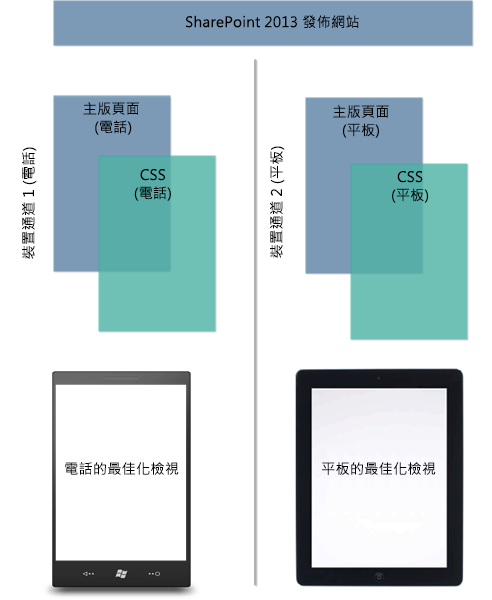 SharePoint 2013 發佈網站
裝置通道 1 (電話)
主版頁面
(電話)
CSS
(電話)
電話的最佳化檢視
裝置通道 2 (平板)
主版頁面
(平板)
CSS
(平板)
平板的最佳化檢視